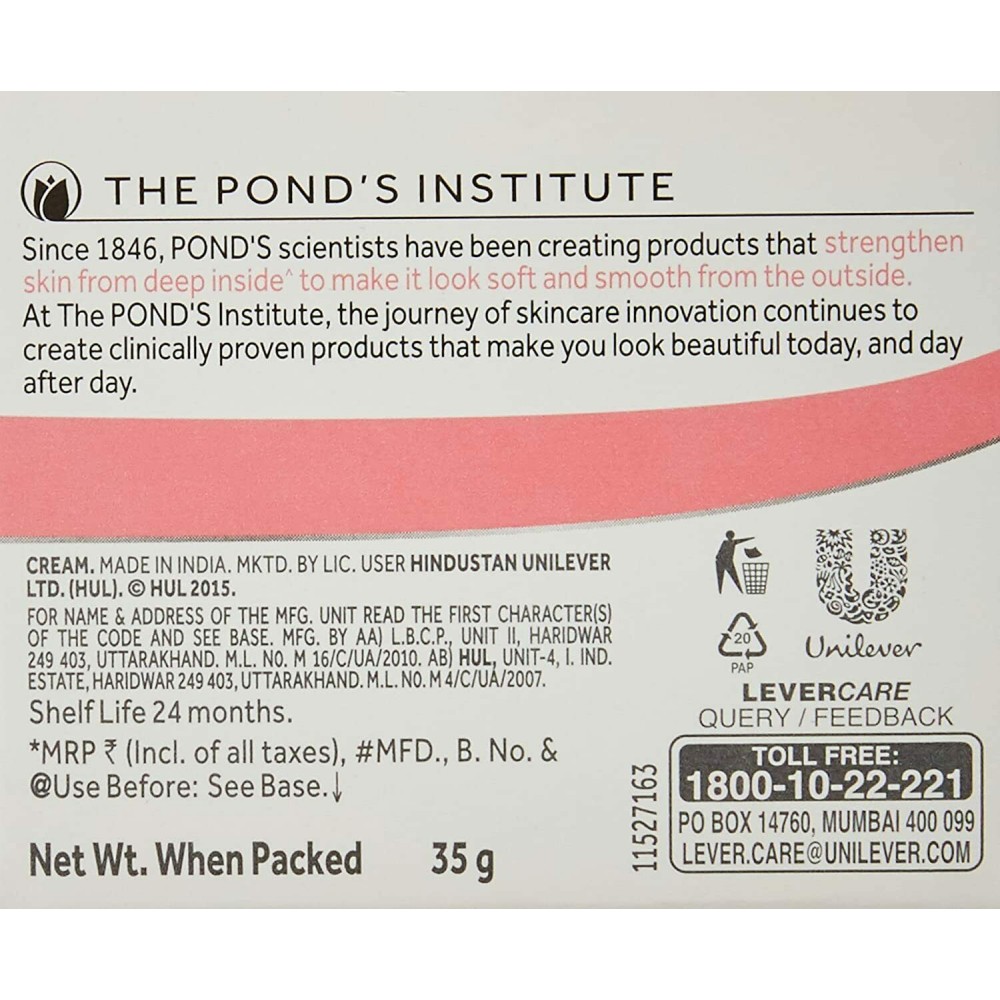 THE POND'S INSTITUTE
Since 1846, POND'S scientists have been creating products that strengthen
skin from deep inside^ to make it look soft and smooth from the outside.
At The POND'S Institute, the journey of skincare innovation continues to
create clinically proven products that make you look beautiful today, and day
after day.
CREAM. MADE IN INDIA. MKTD. BY LIC. USER HINDUSTAN UNILEVER
LTD. (HUL). © HUL 2015.
FOR NAME & ADDRESS OF THE MFG. UNIT READ THE FIRST CHARACTER(S)
OF THE CODE AND SEE BASE. MFG. BY AA) L.B.C.P., UNIT II, HARIDWAR
249 403, UTTARAKHAND. M.L. NO. M 16/C/UA/2010. AB) HUL, UNIT-4, I. IND.
ESTATE, HARIDWAR 249 403, UTTARAKHAND. M.L. NO. M 4/C/UA/2007.
Shelf Life 24 months.
*MRP ₹ (Incl. of all taxes), #MFD., B. No. &
@Use Before: See Base.↓
Net Wt. When Packed 35 g
20
PAP
Unilever
LEVERCARE
QUERY / FEEDBACK
TOLL FREE:
1800-10-22-221
PO BOX 14760, MUMBAI 400 099
LEVER.CARE@UNILEVER.COM
11527163